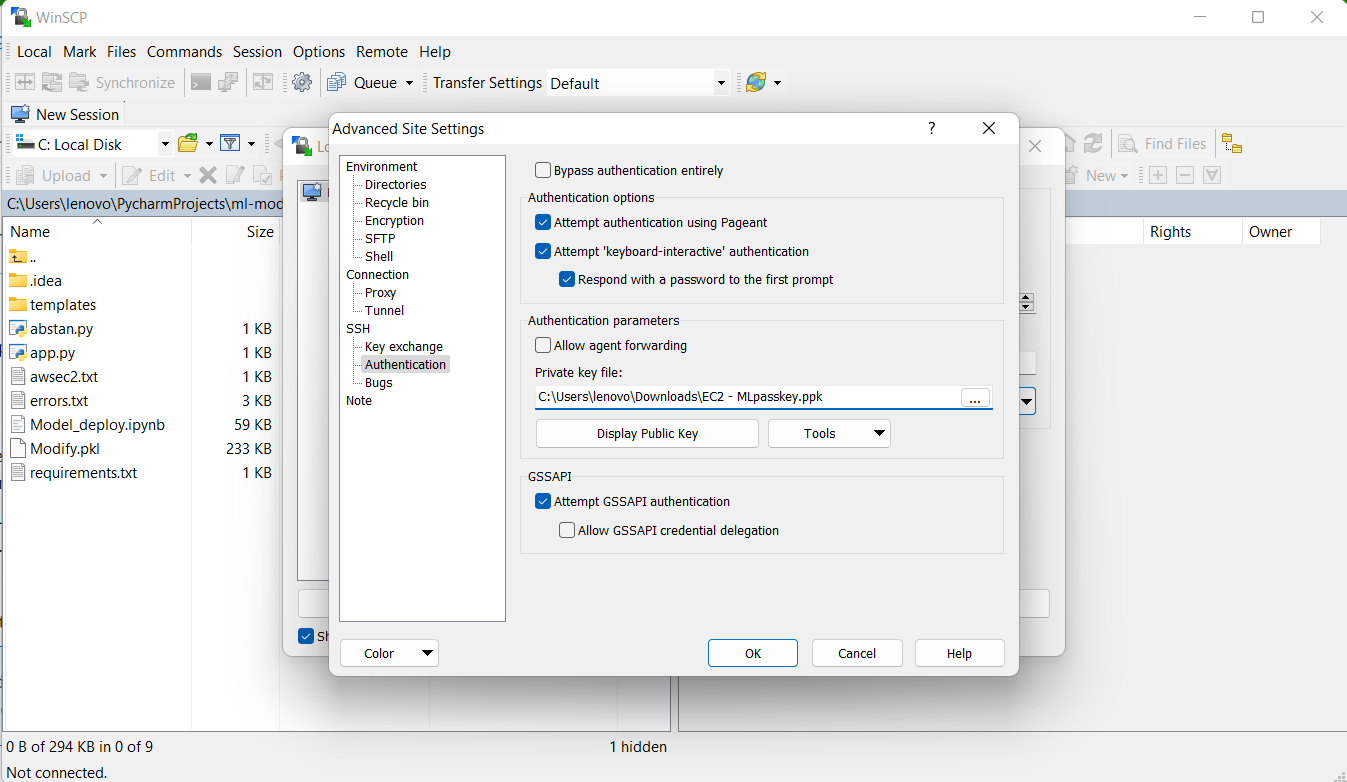 WinSCP
Local Mark Files Commands Session Options Remote Help
Synchronize Queue Transfer Settings Default
New Session
C: Local Disk
Find Files
Upload Edit
New
C:\Users\lenovo\PycharmProjects\ml-mod
Name Size
Rights Owner
..
.idea
templates
abstan.py 1 KB
app.py 1 KB
awsec2.txt 1 KB
errors.txt 3 KB
Model_deploy.ipynb 59 KB
Modify.pkl 233 KB
requirements.txt 1 KB
Advanced Site Settings ?
Environment
Directories
Recycle bin
Encryption
SFTP
Shell
Connection
Proxy
Tunnel
SSH
Key exchange
Authentication
Bugs
Note
Bypass authentication entirely
Authentication options
Attempt authentication using Pageant
Attempt 'keyboard-interactive' authentication
Respond with a password to the first prompt
Authentication parameters
Allow agent forwarding
Private key file:
C:\Users\lenovo\Downloads\EC2 - MLpasskey.ppk ...
Display Public Key Tools
GSSAPI
Attempt GSSAPI authentication
Allow GSSAPI credential delegation
Color OK Cancel Help
0 B of 294 KB in 0 of 9 1 hidden
Not connected.